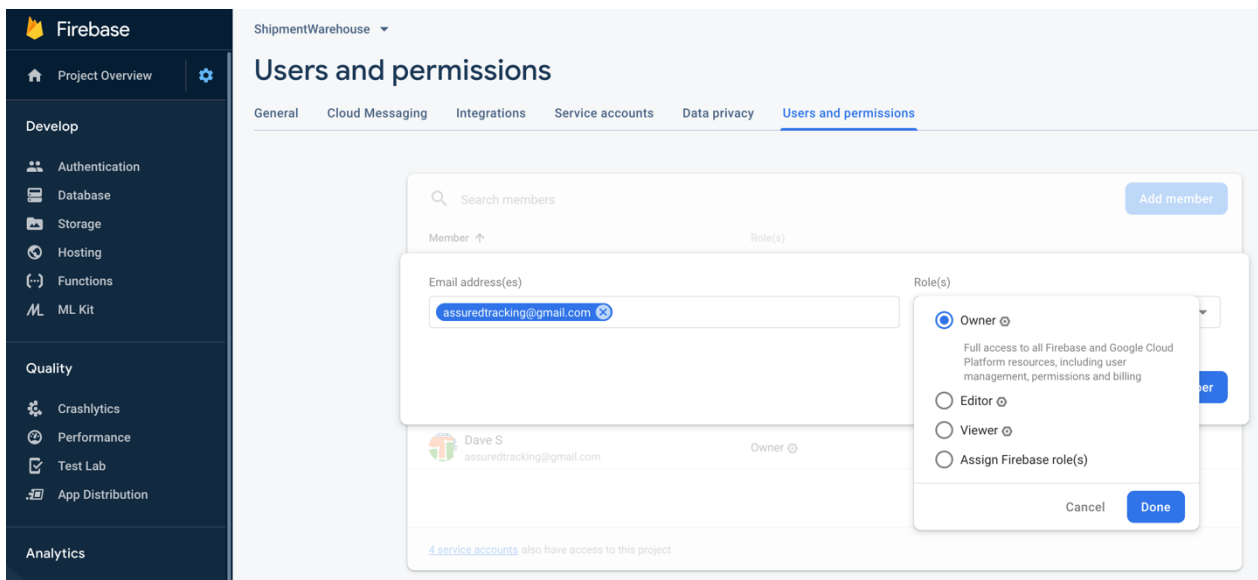 Firebase
Project Overview
Develop
Authentication
Database
Storage
Hosting
Functions
ML Kit
Quality
Crashlytics
Performance
Test Lab
App Distribution
Analytics
ShipmentWarehouse
Users and permissions
General Cloud Messaging Integrations Service accounts Data privacy Users and permissions
Search members
Add member
Member Role(s)
Email address(es)
assuredtracking@gmail.com
Role(s)
Owner
Full access to all Firebase and Google Cloud
Platform resources, including user
management, permissions and billing
Editor
Viewer
Assign Firebase role(s)
Cancel Done
Dave S
assuredtracking@gmail.com
Owner
4 service accounts also have access to this project